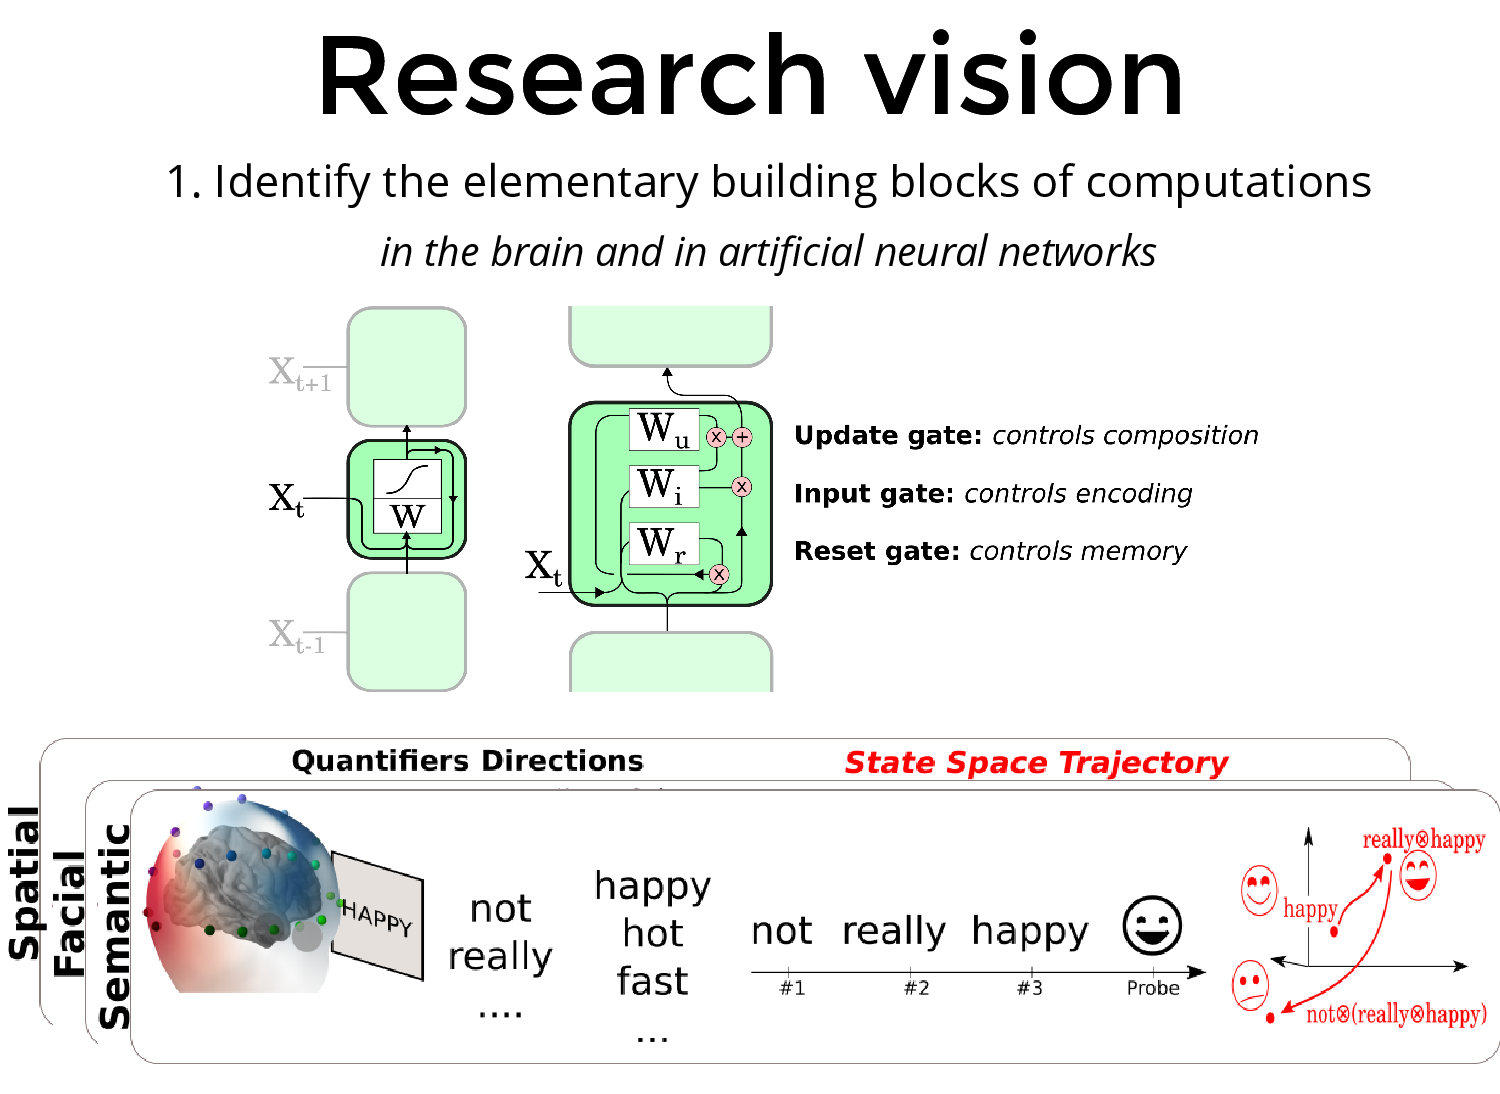 Research vision
1. Identify the elementary building blocks of computations
in the brain and in artificial neural networks
Xt+1
Xt
W
Xt-1
Wu
x +
Wi
x
Wr
x
Xt
Update gate: controls composition
Input gate: controls encoding
Reset gate: controls memory
Quantifiers Directions
State Space Trajectory
Spatial
Facial
Semantic
HAPPY
not
really
....
happy
hot
fast
...
not really happy
#1 #2 #3 Probe
really⊗happy
happy
not⊗(really⊗happy)